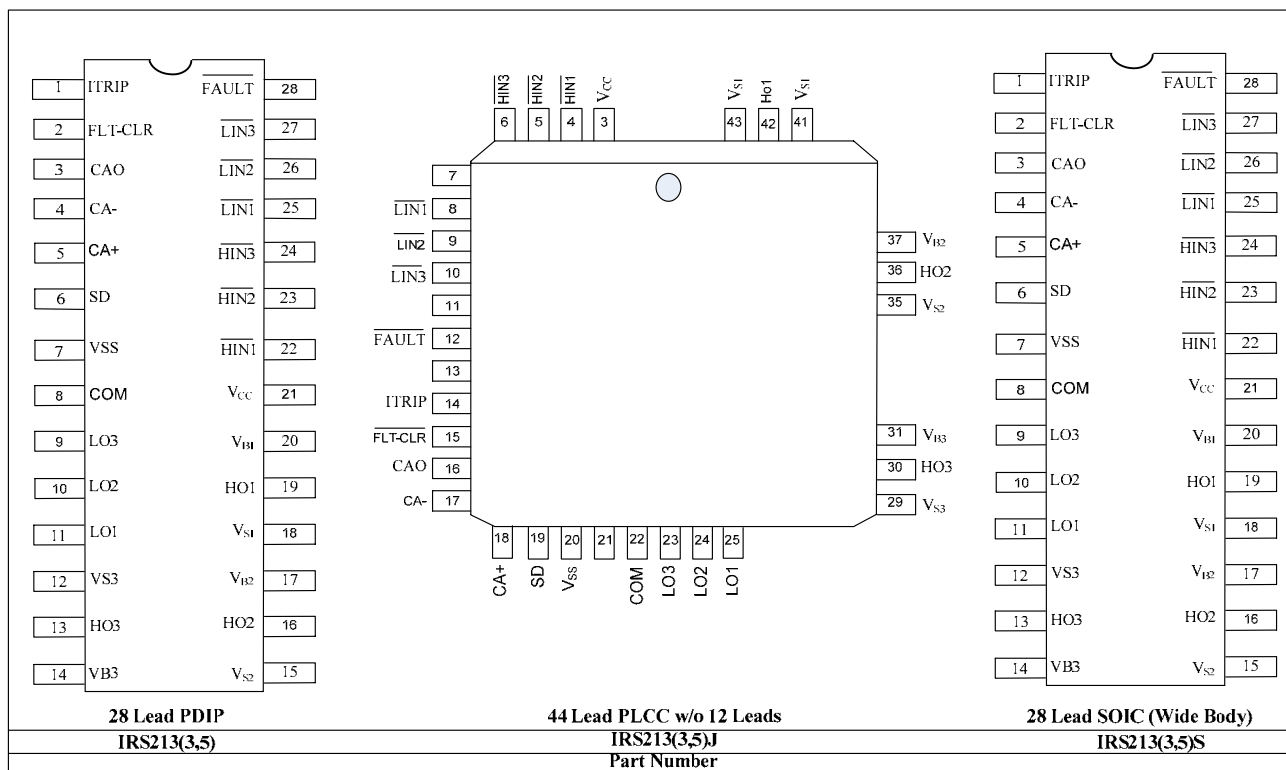 1 ITRIP FAULT 28
2 FLT-CLR LIN3 27
3 CAO LIN2 26
4 CA- LIN1 25
5 CA+ HIN3 24
6 SD HIN2 23
7 VSS HIN1 22
8 COM VCC 21
9 LO3 VB1 20
10 LO2 HO1 19
11 LO1 VS1 18
12 VS3 VB2 17
13 HO3 HO2 16
14 VB3 VS2 15
28 Lead PDIP
IRS213(3,5)
HIN3 HIN2 HIN1 VCC VS1 Ho1 VS1
6 5 4 3 43 42 41
7
LIN1 8
LIN2 9
LIN3 10
11
FAULT 12
13
ITRIP 14
FLT-CLR 15
CAO 16
CA- 17
37 VB2
36 HO2
35 VS2
31 VB3
30 HO3
29 VS3
18 19 20 21 22 23 24 25
CA+ SD VSS COM LO3 LO2 LO1
44 Lead PLCC w/o 12 Leads
IRS213(3,5)J
1 ITRIP FAULT 28
2 FLT-CLR LIN3 27
3 CAO LIN2 26
4 CA- LIN1 25
5 CA+ HIN3 24
6 SD HIN2 23
7 VSS HIN1 22
8 COM VCC 21
9 LO3 VB1 20
10 LO2 HO1 19
11 LO1 VS1 18
12 VS3 VB2 17
13 HO3 HO2 16
14 VB3 VS2 15
28 Lead SOIC (Wide Body)
IRS213(3,5)S
Part Number